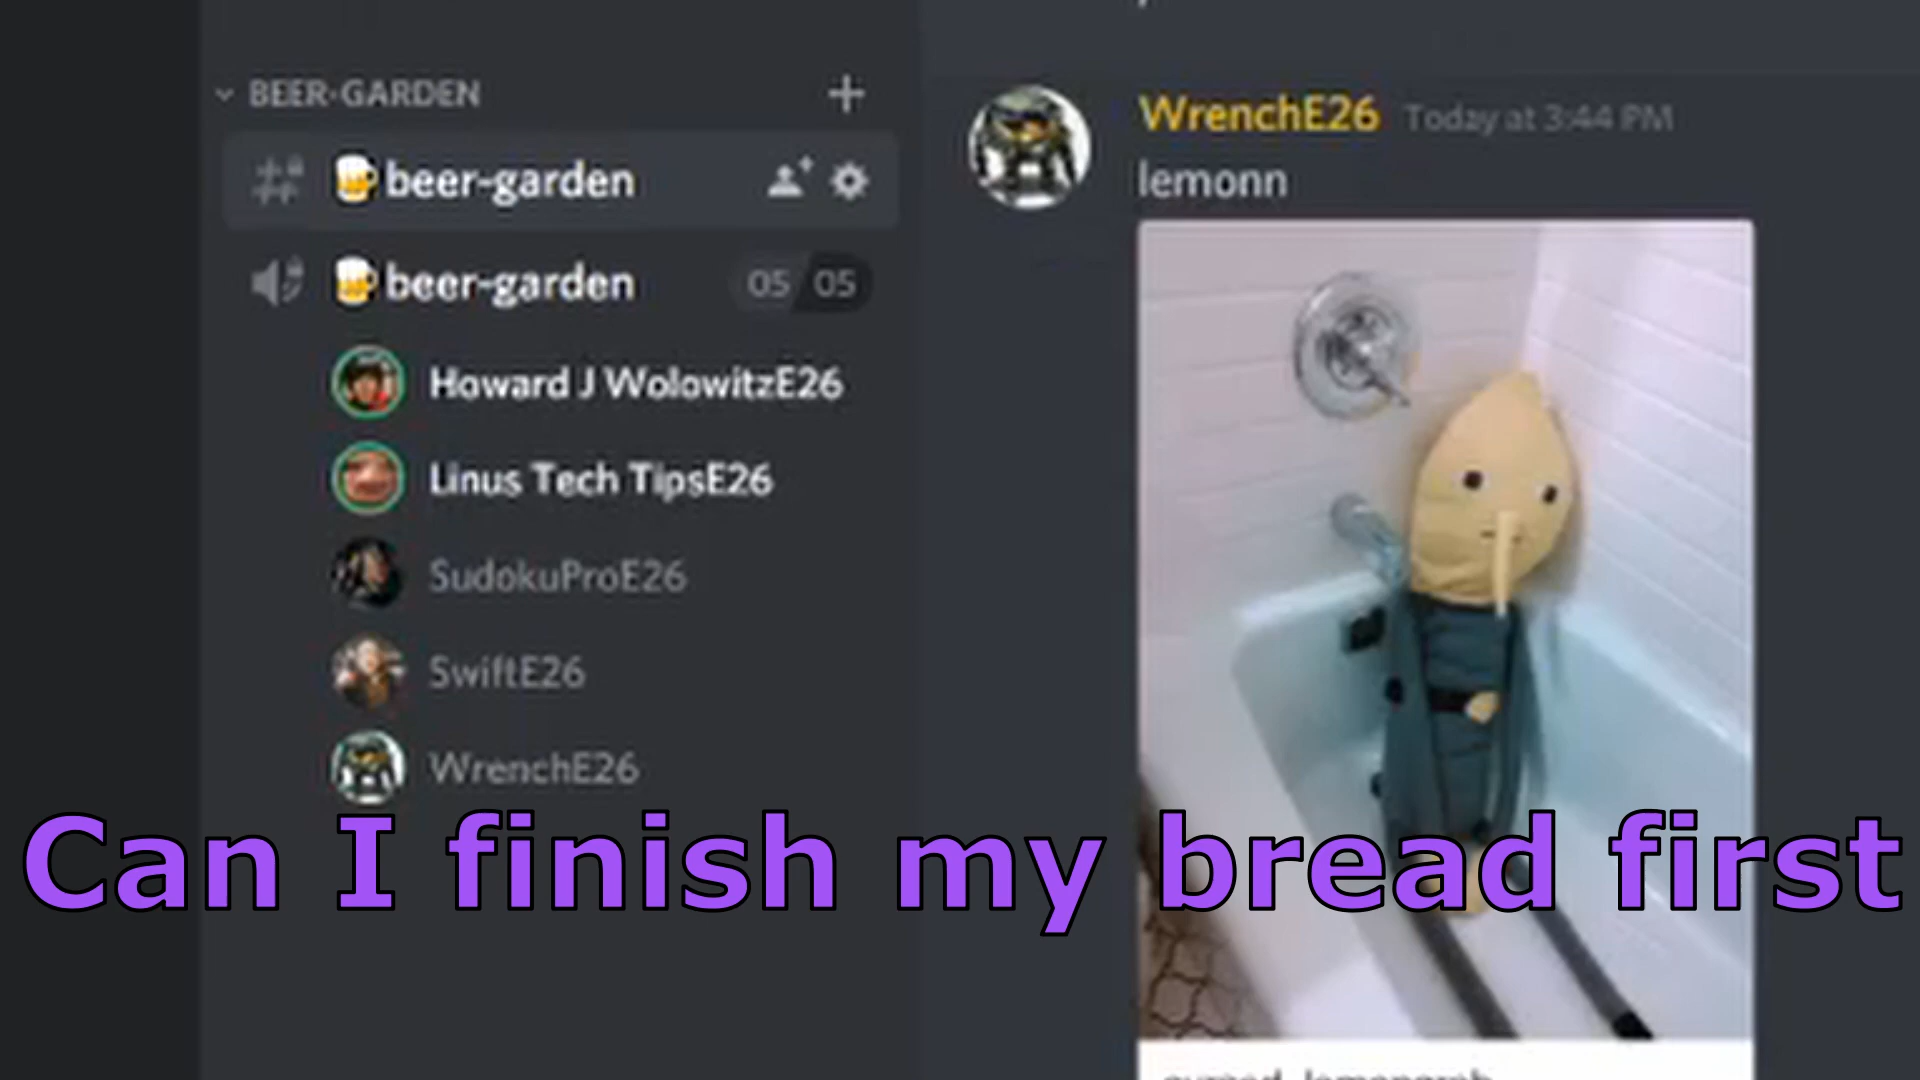 BEER-GARDEN
beer-garden
beer-garden
05 05
Howard J WolowitzE26
Linus Tech TipsE26
SudokuProE26
SwiftE26
WrenchE26
WrenchE26 Today at 3:44 PM
lemonn
Can I finish my bread first